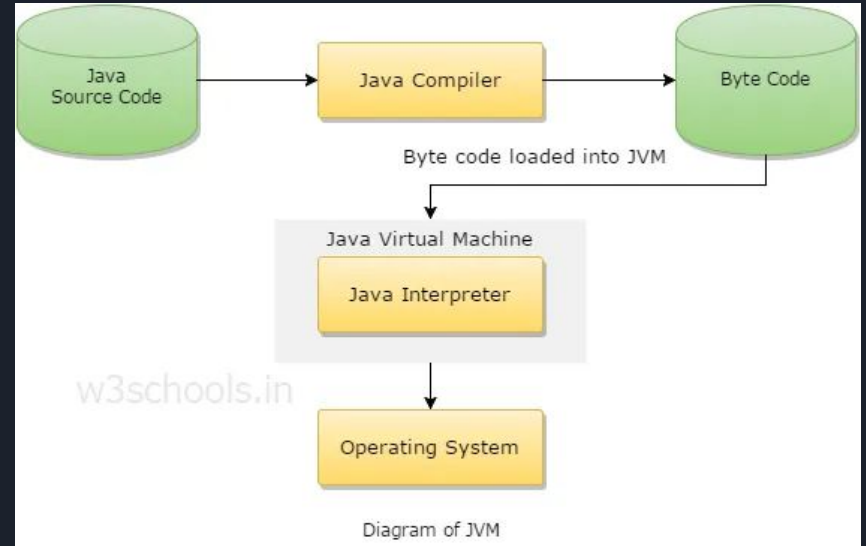 Java
Source Code
Java Compiler
Byte Code
Byte code loaded into JVM
Java Virtual Machine
Java Interpreter
w3schools.in
Operating System
Diagram of JVM